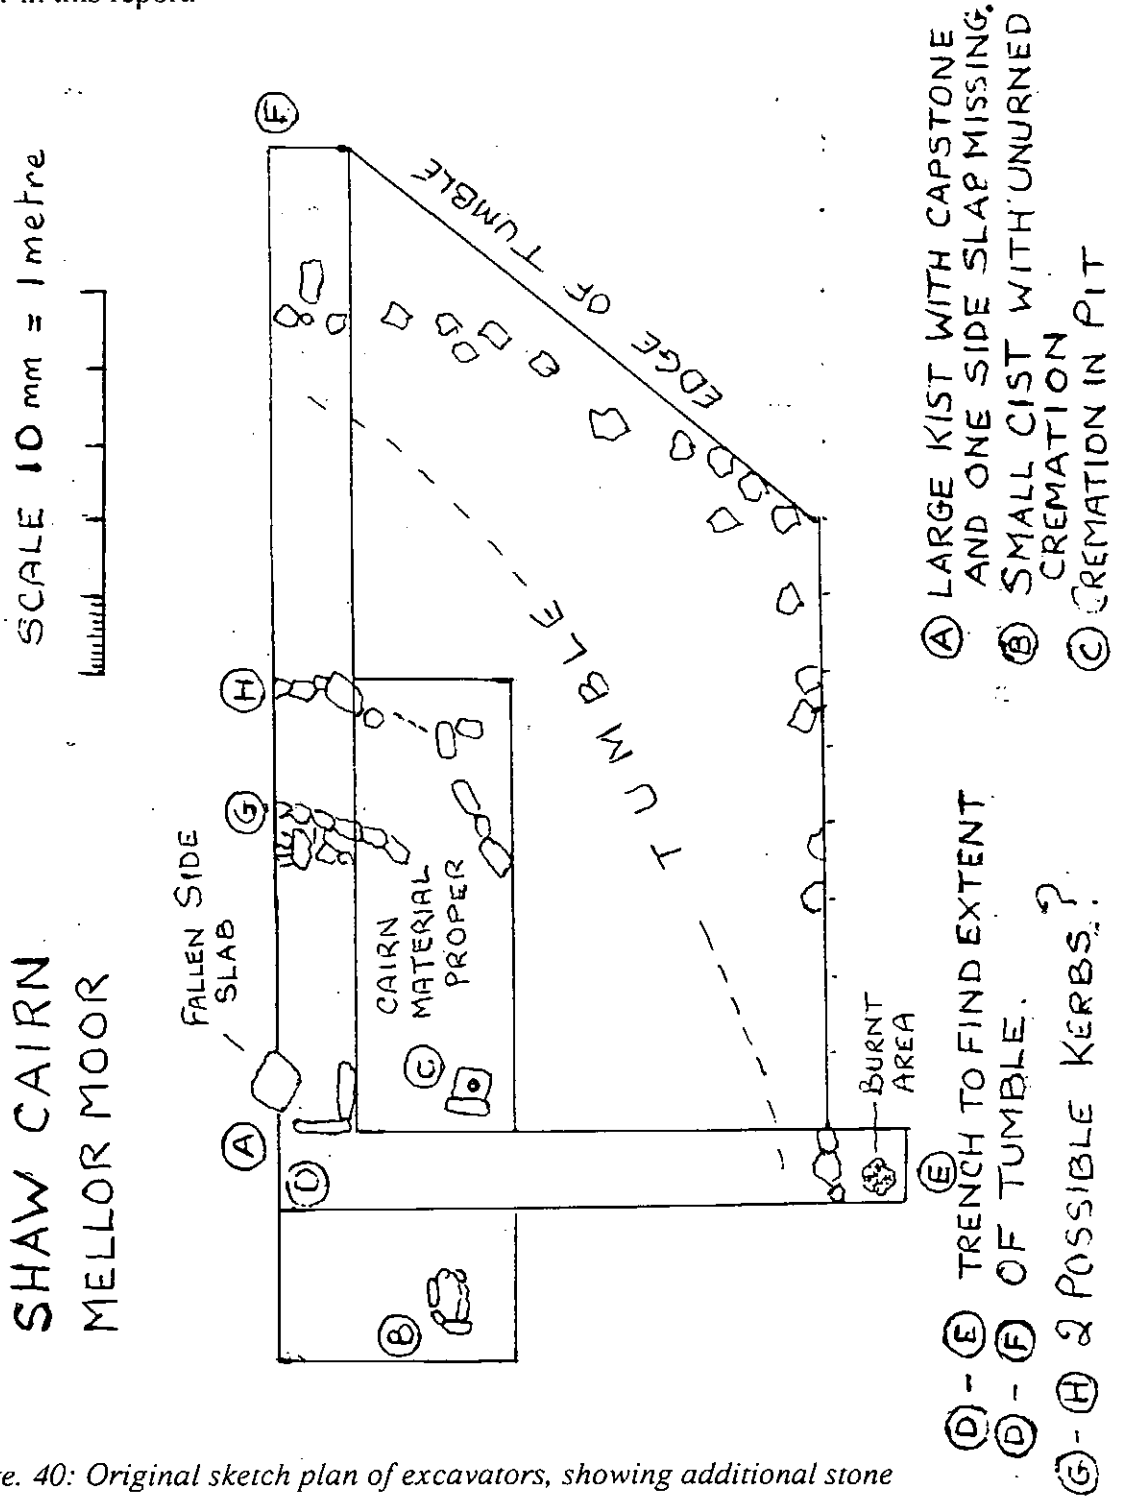 in this report
SHAW CAIRN
MELLOR MOOR
SCALE 10 mm = 1 metre
FALLEN SIDE
SLAB
A
G
H
F
D
B
C
CAIRN
MATERIAL
PROPER
TUMBLE
EDGE OF TUMBLE
BURNT
AREA
E
A LARGE KIST WITH CAPSTONE
AND ONE SIDE SLAP MISSING.
B SMALL CIST WITH UNURNED
CREMATION
C CREMATION IN PIT
D - E TRENCH TO FIND EXTENT
D - F OF TUMBLE.
G - H 2 POSSIBLE KERBS?
e. 40: Original sketch plan of excavators, showing additional stone